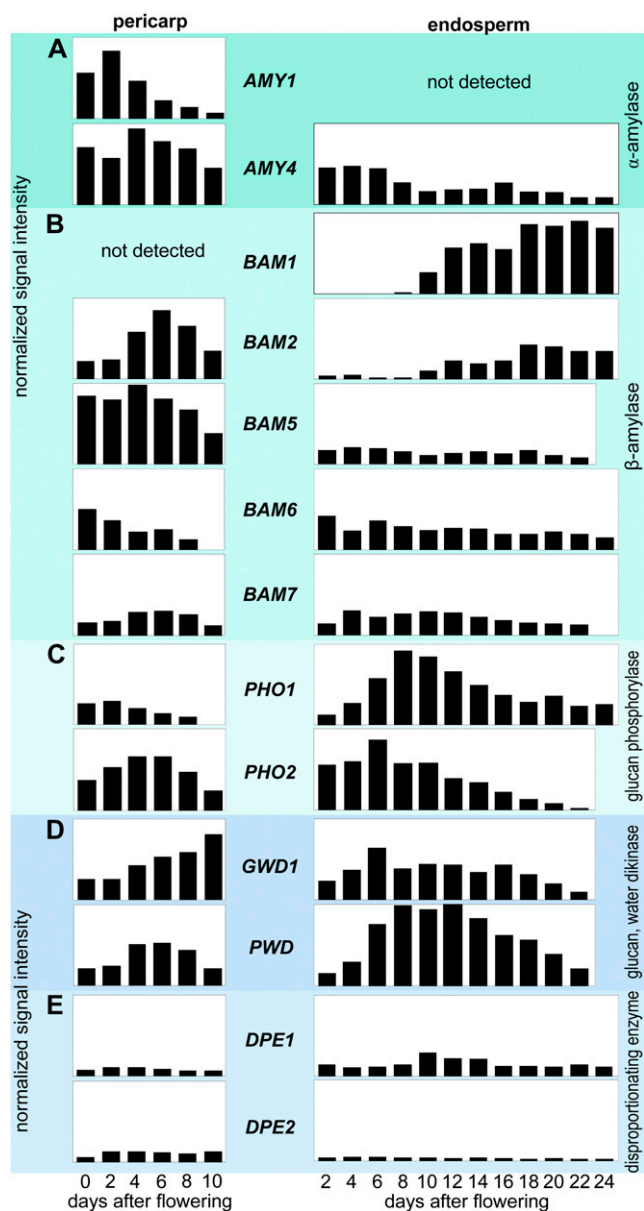 pericarp
endosperm
A
AMY1
not detected
AMY4
α-amylase
normalized signal intensity
B
not detected
BAM1
BAM2
BAM5
BAM6
BAM7
β-amylase
C
PHO1
PHO2
glucan phosphorylase
D
GWD1
PWD
glucan, water dikinase
normalized signal intensity
E
DPE1
DPE2
disproportionating enzyme
0 2 4 6 8 10
2 4 6 8 10 12 14 16 18 20 22 24
days after flowering
days after flowering